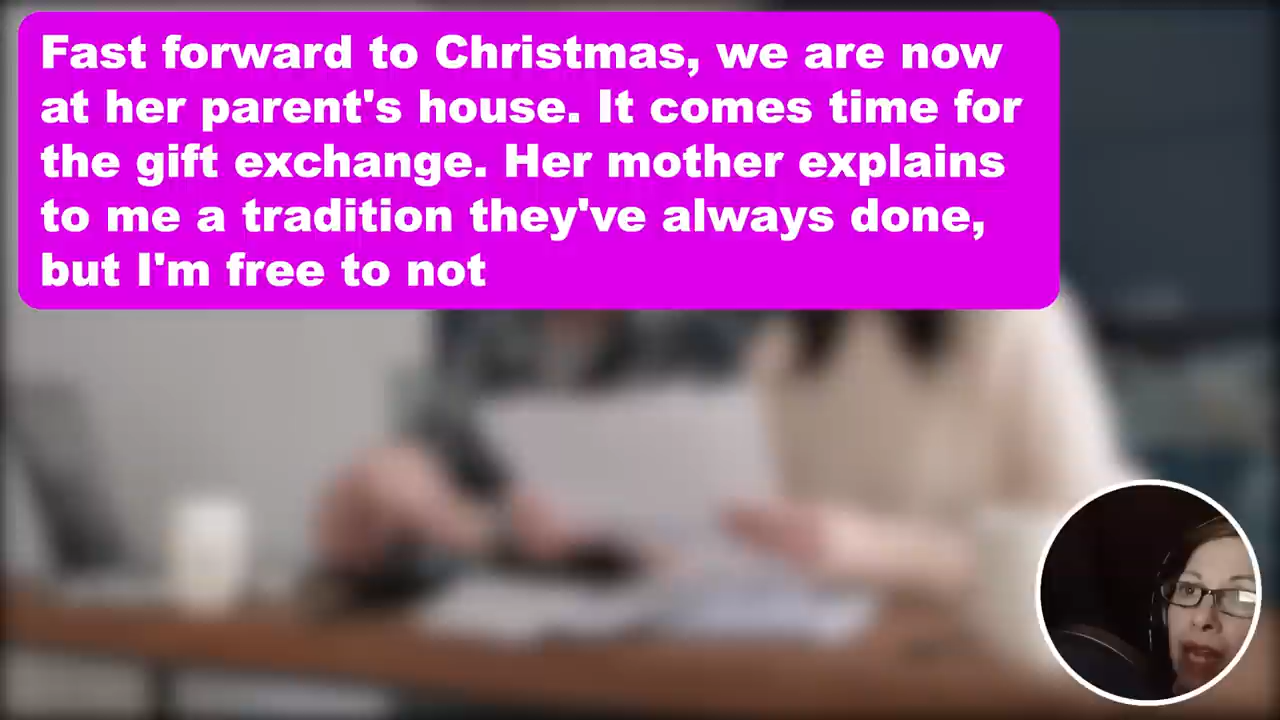 Fast forward to Christmas, we are now
at her parent's house. It comes time for
the gift exchange. Her mother explains
to me a tradition they've always done,
but I'm free to not